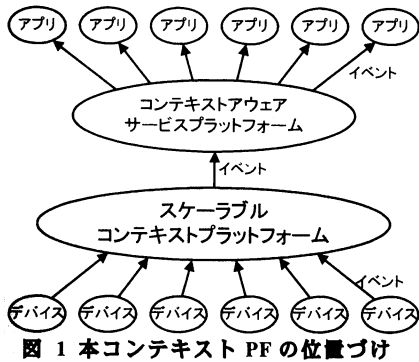 アプリ アプリ アプリ アプリ アプリ アプリ
イベント
コンテキストアウェア
サービスプラットフォーム
イベント
スケーラブル
コンテキストプラットフォーム
イベント
デバイス デバイス デバイス デバイス デバイス デバイス
図 1 本コンテキスト PF の位置づけ